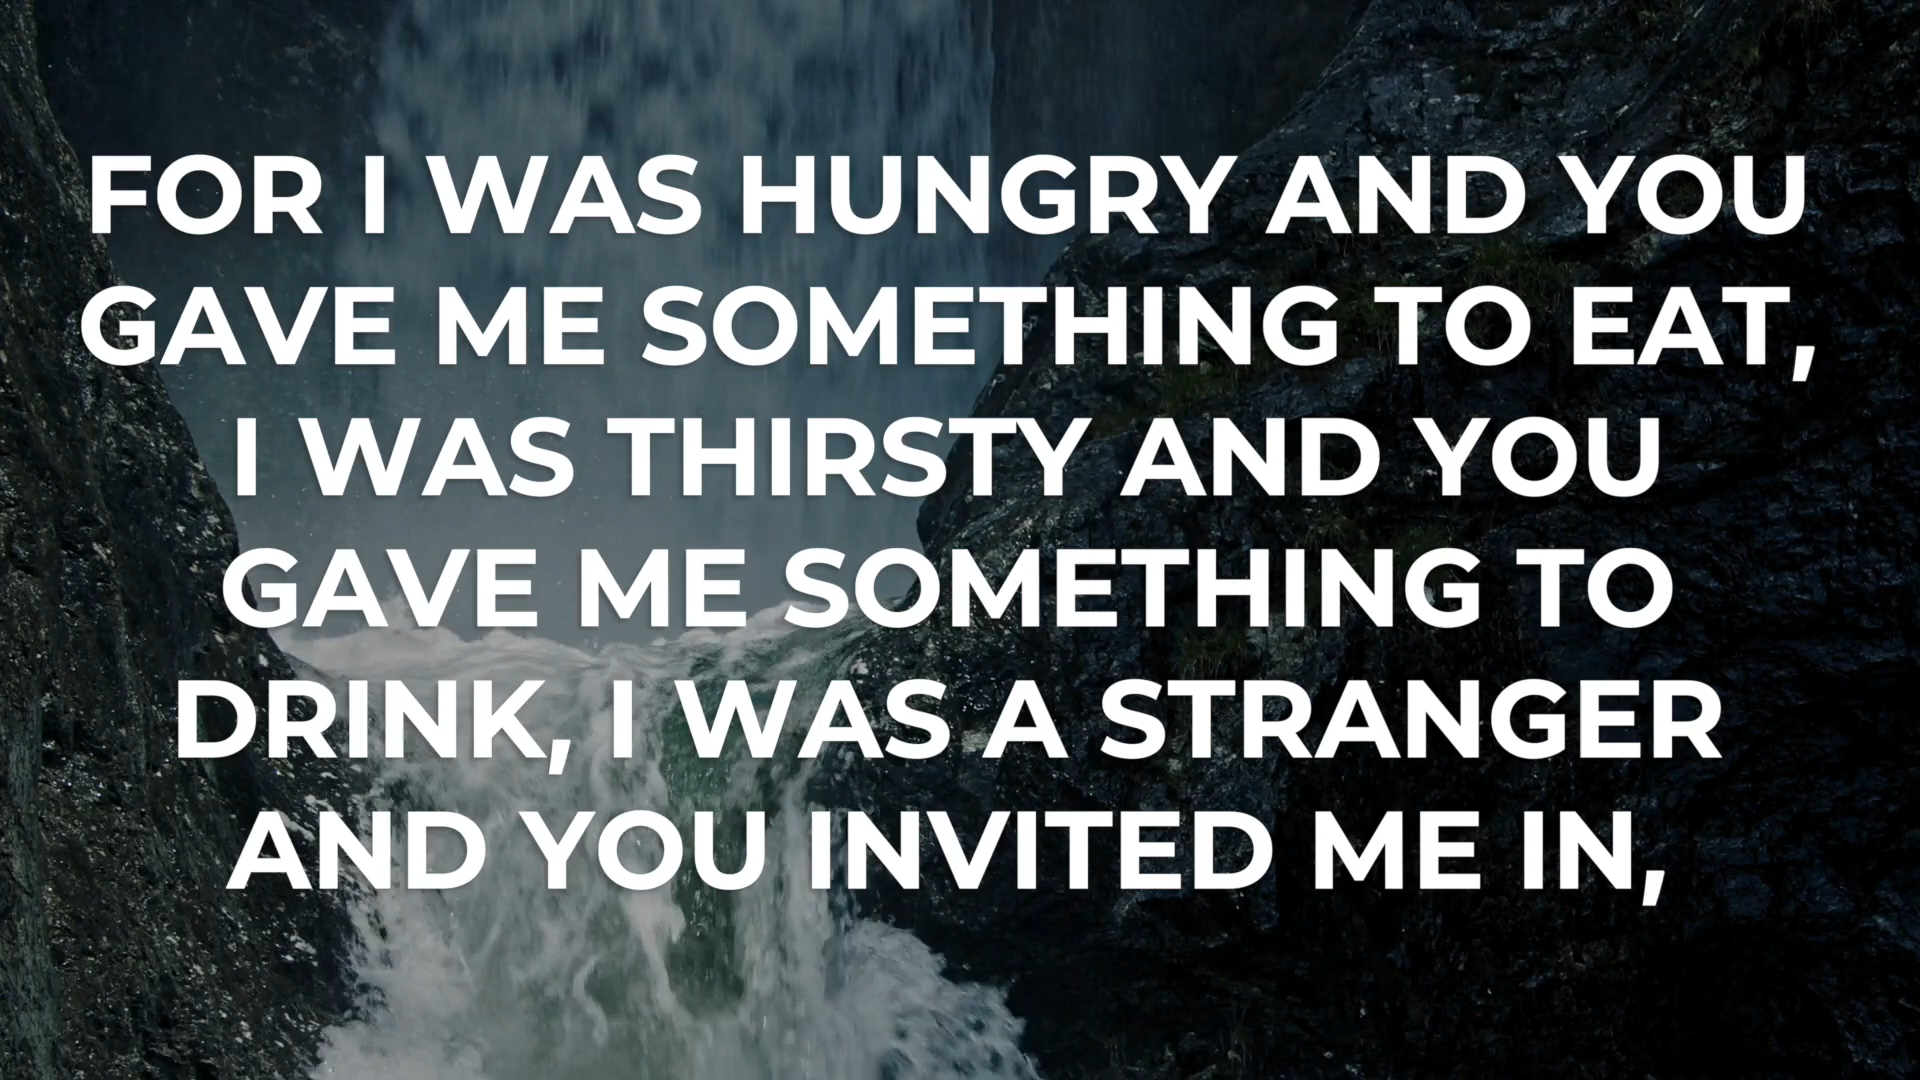 FOR I WAS HUNGRY AND YOU
GAVE ME SOMETHING TO EAT,
I WAS THIRSTY AND YOU
GAVE ME SOMETHING TO
DRINK, I WAS A STRANGER
AND YOU INVITED ME IN,